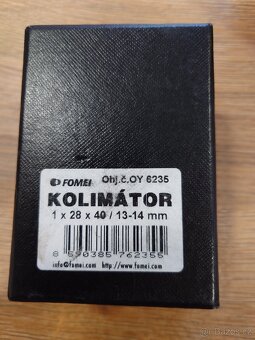 FOMEI Obj.č.OY 6235
KOLIMÁTOR
1 x 28 x 40 / 13-14 mm
8 590385 762355
info@fomei.com http://www.fomei.com